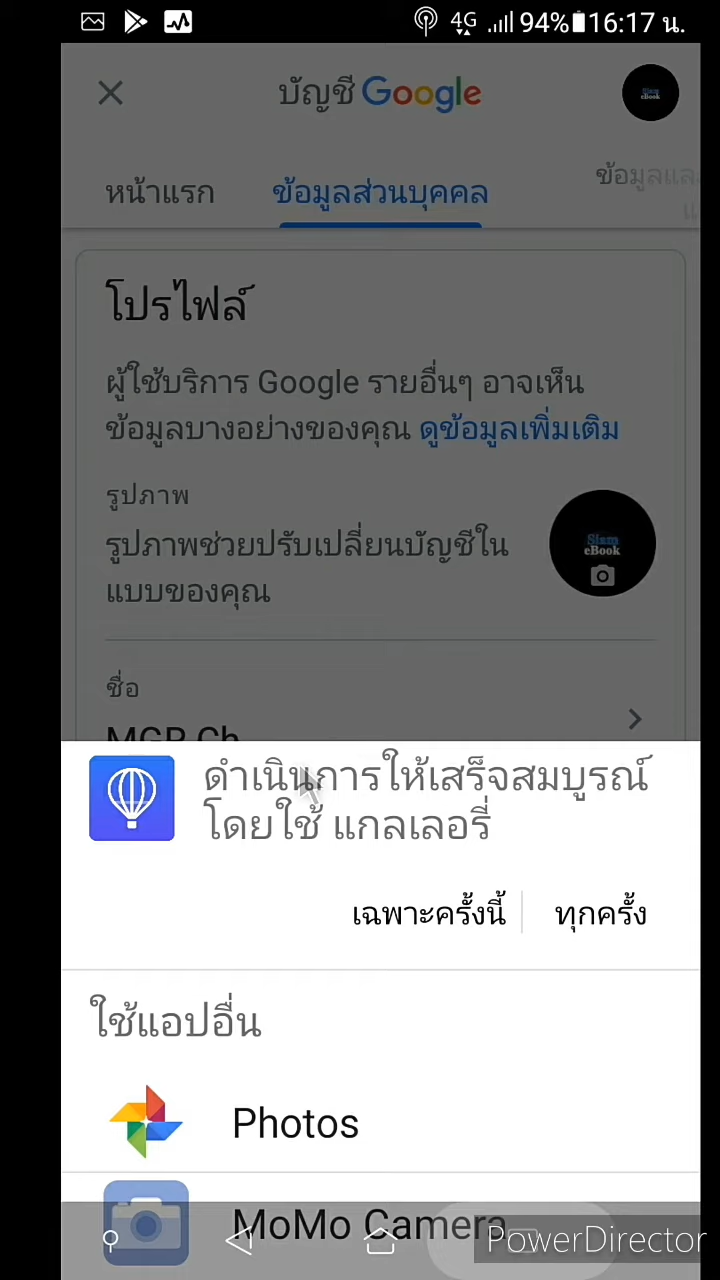 4G 94% 16:17 น.
บัญชี Google
Siam
eBook
หน้าแรก ข้อมูลส่วนบุคคล ข้อมูลและ
โปรไฟล์
ผู้ใช้บริการ Google รายอื่นๆ อาจเห็น
ข้อมูลบางอย่างของคุณ ดูข้อมูลเพิ่มเติม
รูปภาพ
รูปภาพช่วยปรับเปลี่ยนบัญชีใน
แบบของคุณ
Siam
eBook
ชื่อ
MGR Ch
ดำเนินการให้เสร็จสมบูรณ์
โดยใช้ แกลเลอรี่
เฉพาะครั้งนี้ ทุกครั้ง
ใช้แอปอื่น
Photos
MoMo Camera
PowerDirector